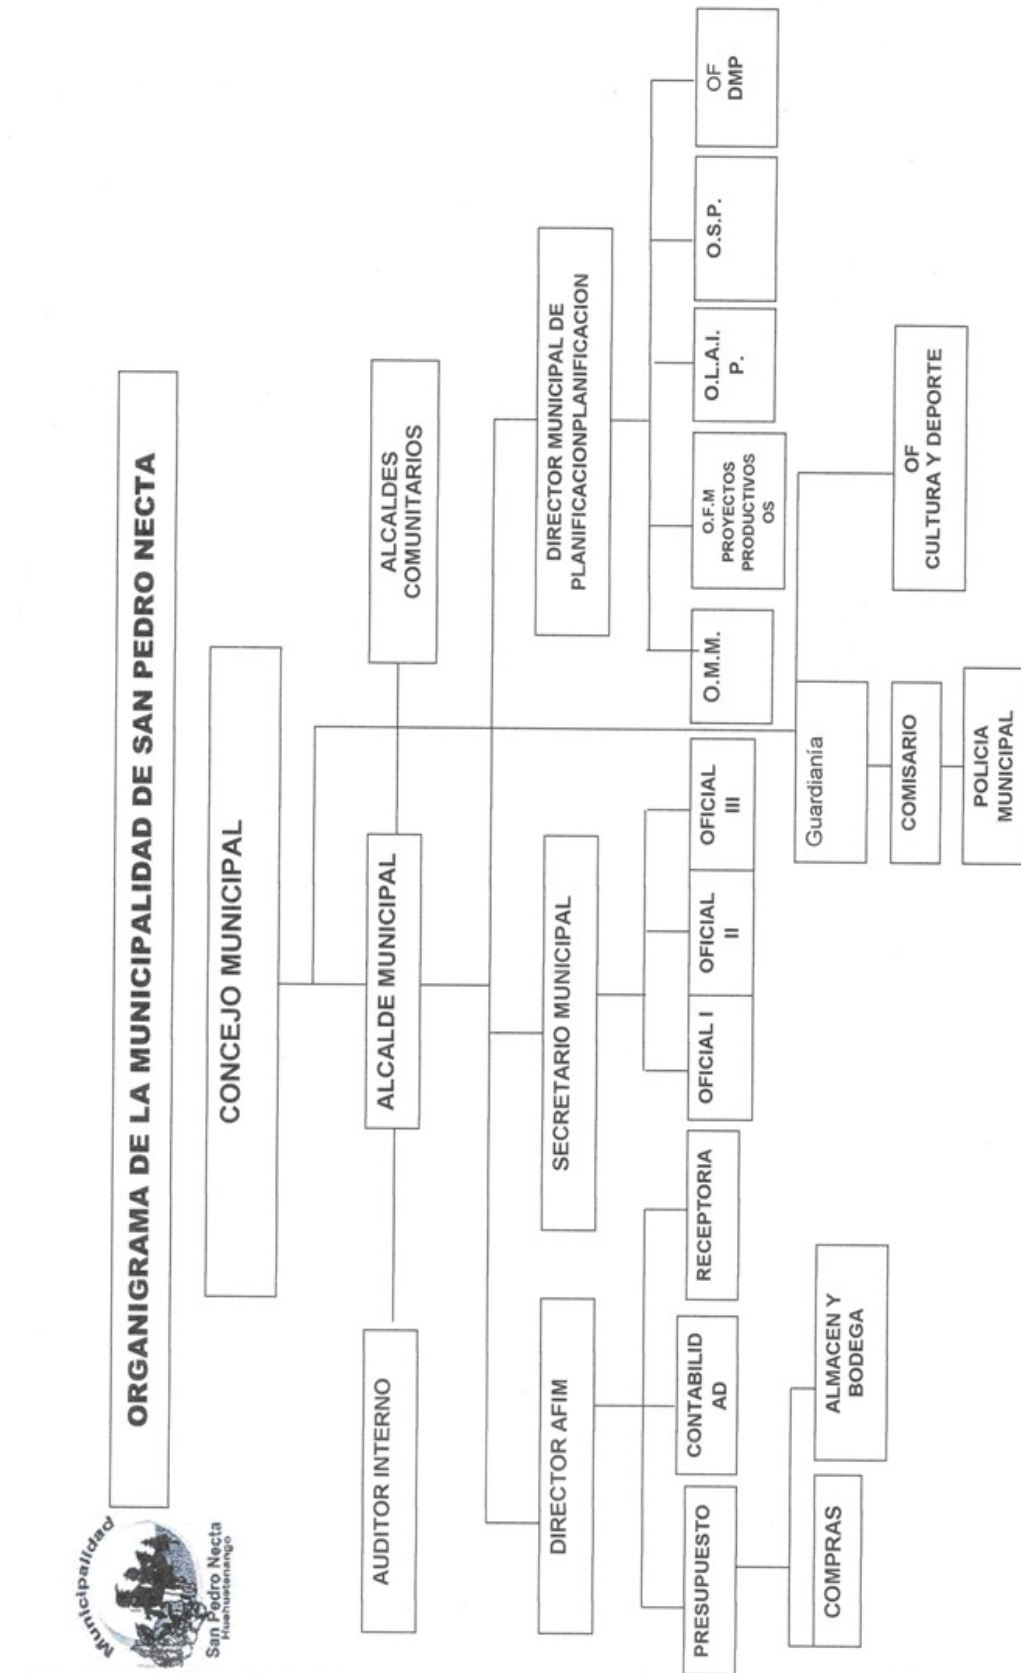 Municipalidad
San Pedro Necta
Huehuetenango
ORGANIGRAMA DE LA MUNICIPALIDAD DE SAN PEDRO NECTA
CONCEJO MUNICIPAL
AUDITOR INTERNO
ALCALDE MUNICIPAL
ALCALDES
COMUNITARIOS
DIRECTOR AFIM
SECRETARIO MUNICIPAL
DIRECTOR MUNICIPAL DE
PLANIFICACIONPLANIFICACION
PRESUPUESTO
CONTABILID
AD
RECEPTORIA
OFICIAL I
OFICIAL
II
OFICIAL
III
O.M.M.
O.F.M
PROYECTOS
PRODUCTIVOS
OS
O.L.A.I.
P.
O.S.P.
OF
DMP
COMPRAS
ALMACEN Y
BODEGA
Guardianía
COMISARIO
POLICIA
MUNICIPAL
OF
CULTURA Y DEPORTE